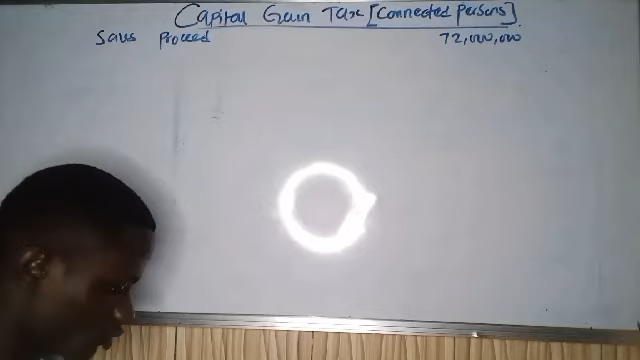 Capital Gain Tax [Connected Persons]
Sales Proceed 72,000,000